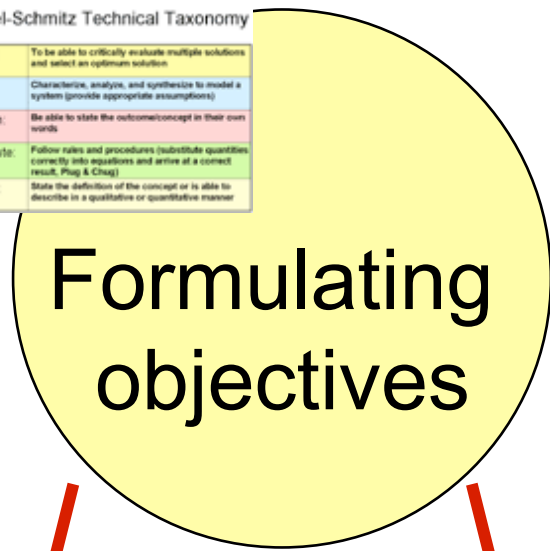 el-Schmitz Technical Taxonomy
To be able to critically evaluate multiple solutions
and select an optimum solution
Characterize, analyze, and synthesize to model a
system (provide appropriate assumptions)
Be able to state the outcome/concept in their own
words
Follow rules and procedures (substitute quantities
correctly into equations and arrive at a correct
result, Plug & Chug)
State the definition of the concept or is able to
describe in a qualitative or quantitative manner
Formulating
objectives